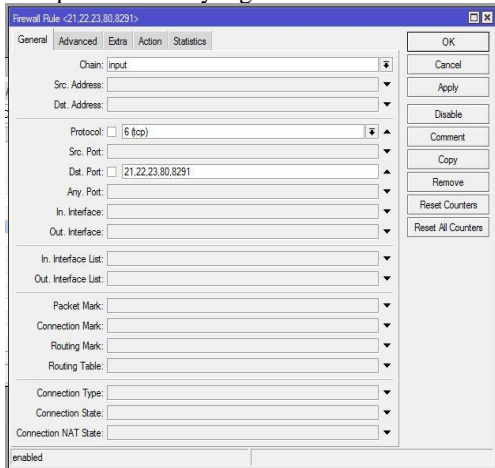 Firewall Rule <21,22,23,80,8291>
General Advanced Extra Action Statistics
Chain: input
Src. Address:
Dst. Address:
Protocol: 6 (tcp)
Src. Port:
Dst. Port: 21,22,23,80,8291
Any. Port:
In. Interface:
Out. Interface:
In. Interface List:
Out. Interface List:
Packet Mark:
Connection Mark:
Routing Mark:
Routing Table:
Connection Type:
Connection State:
Connection NAT State:
OK
Cancel
Apply
Disable
Comment
Copy
Remove
Reset Counters
Reset All Counters
enabled